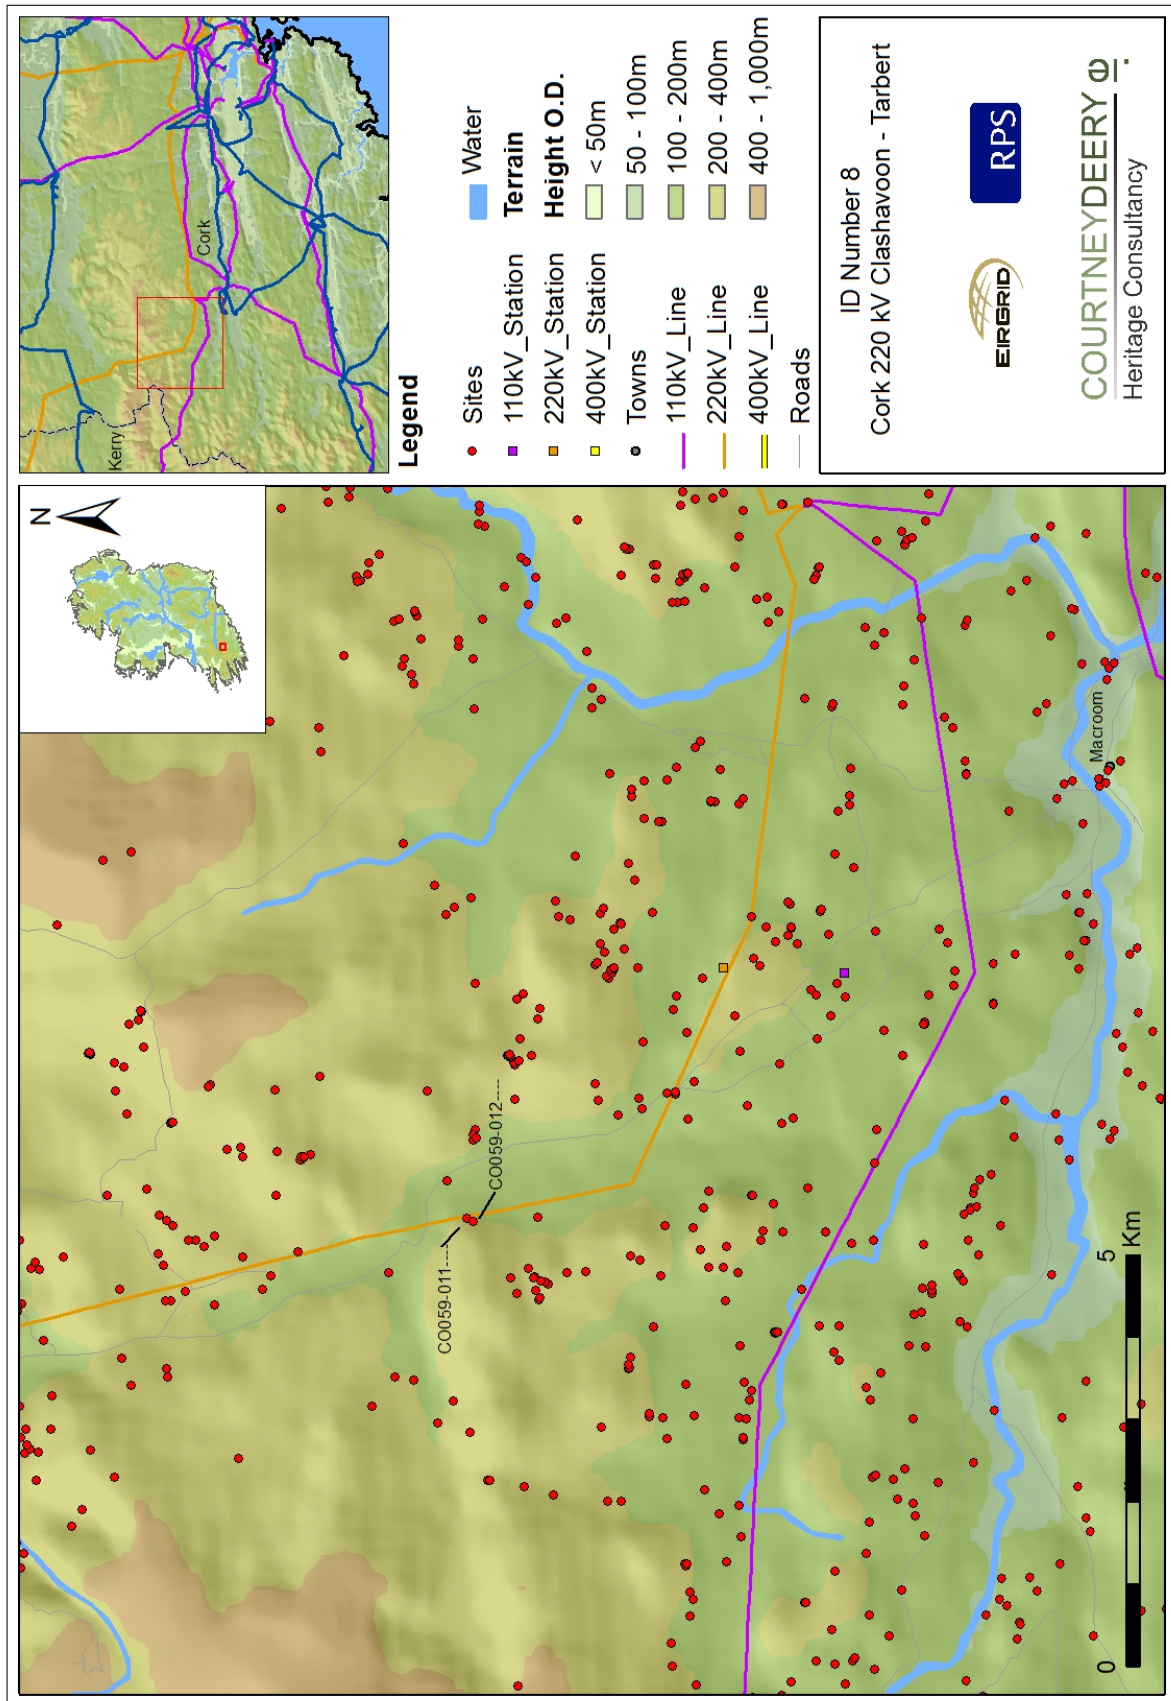 N
CO059-011----
CO059-012----
Macroom
0
5
Km
Kerry
Cork
Legend
Sites
110kV_Station
220kV_Station
400kV_Station
Towns
110kV_Line
220kV_Line
400kV_Line
Roads
Water
Terrain
Height O.D.
< 50m
50 - 100m
100 - 200m
200 - 400m
400 - 1,000m
ID Number 8
Cork 220 kV Clashavoon - Tarbert
EIRGRID
RPS
COURTNEYDEERY
Heritage Consultancy